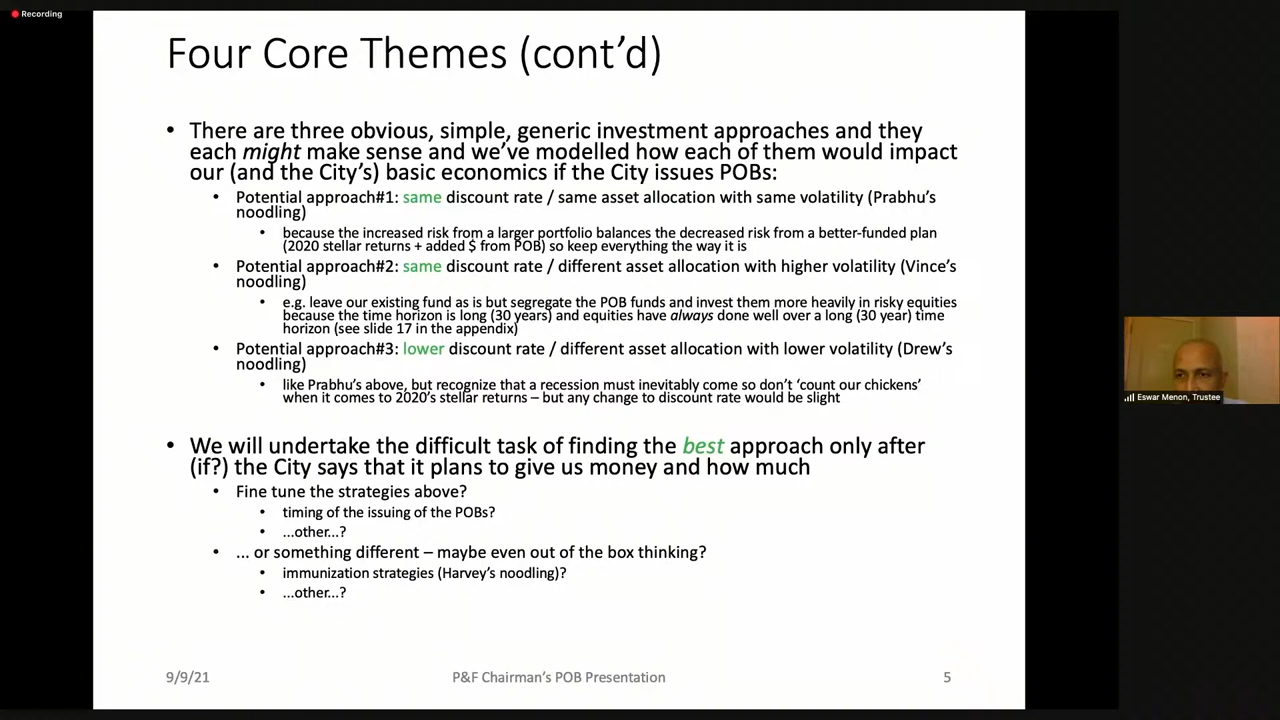 Recording
Four Core Themes (cont’d)
• There are three obvious, simple, generic investment approaches and they
each might make sense and we’ve modelled how each of them would impact
our (and the City’s) basic economics if the City issues POBs:
• Potential approach#1: same discount rate / same asset allocation with same volatility (Prabhu’s
noodling)
• because the increased risk from a larger portfolio balances the decreased risk from a better-funded plan
(2020 stellar returns + added $ from POB) so keep everything the way it is
• Potential approach#2: same discount rate / different asset allocation with higher volatility (Vince’s
noodling)
• e.g. leave our existing fund as is but segregate the POB funds and invest them more heavily in risky equities
because the time horizon is long (30 years) and equities have always done well over a long (30 year) time
horizon (see slide 17 in the appendix)
• Potential approach#3: lower discount rate / different asset allocation with lower volatility (Drew’s
noodling)
• like Prabhu’s above, but recognize that a recession must inevitably come so don’t ‘count our chickens’
when it comes to 2020’s stellar returns – but any change to discount rate would be slight
• We will undertake the difficult task of finding the best approach only after
(if?) the City says that it plans to give us money and how much
• Fine tune the strategies above?
• timing of the issuing of the POBs?
• ...other...?
• ... or something different – maybe even out of the box thinking?
• immunization strategies (Harvey’s noodling)?
• ...other...?
9/9/21
P&F Chairman’s POB Presentation
5
Eswar Menon, Trustee